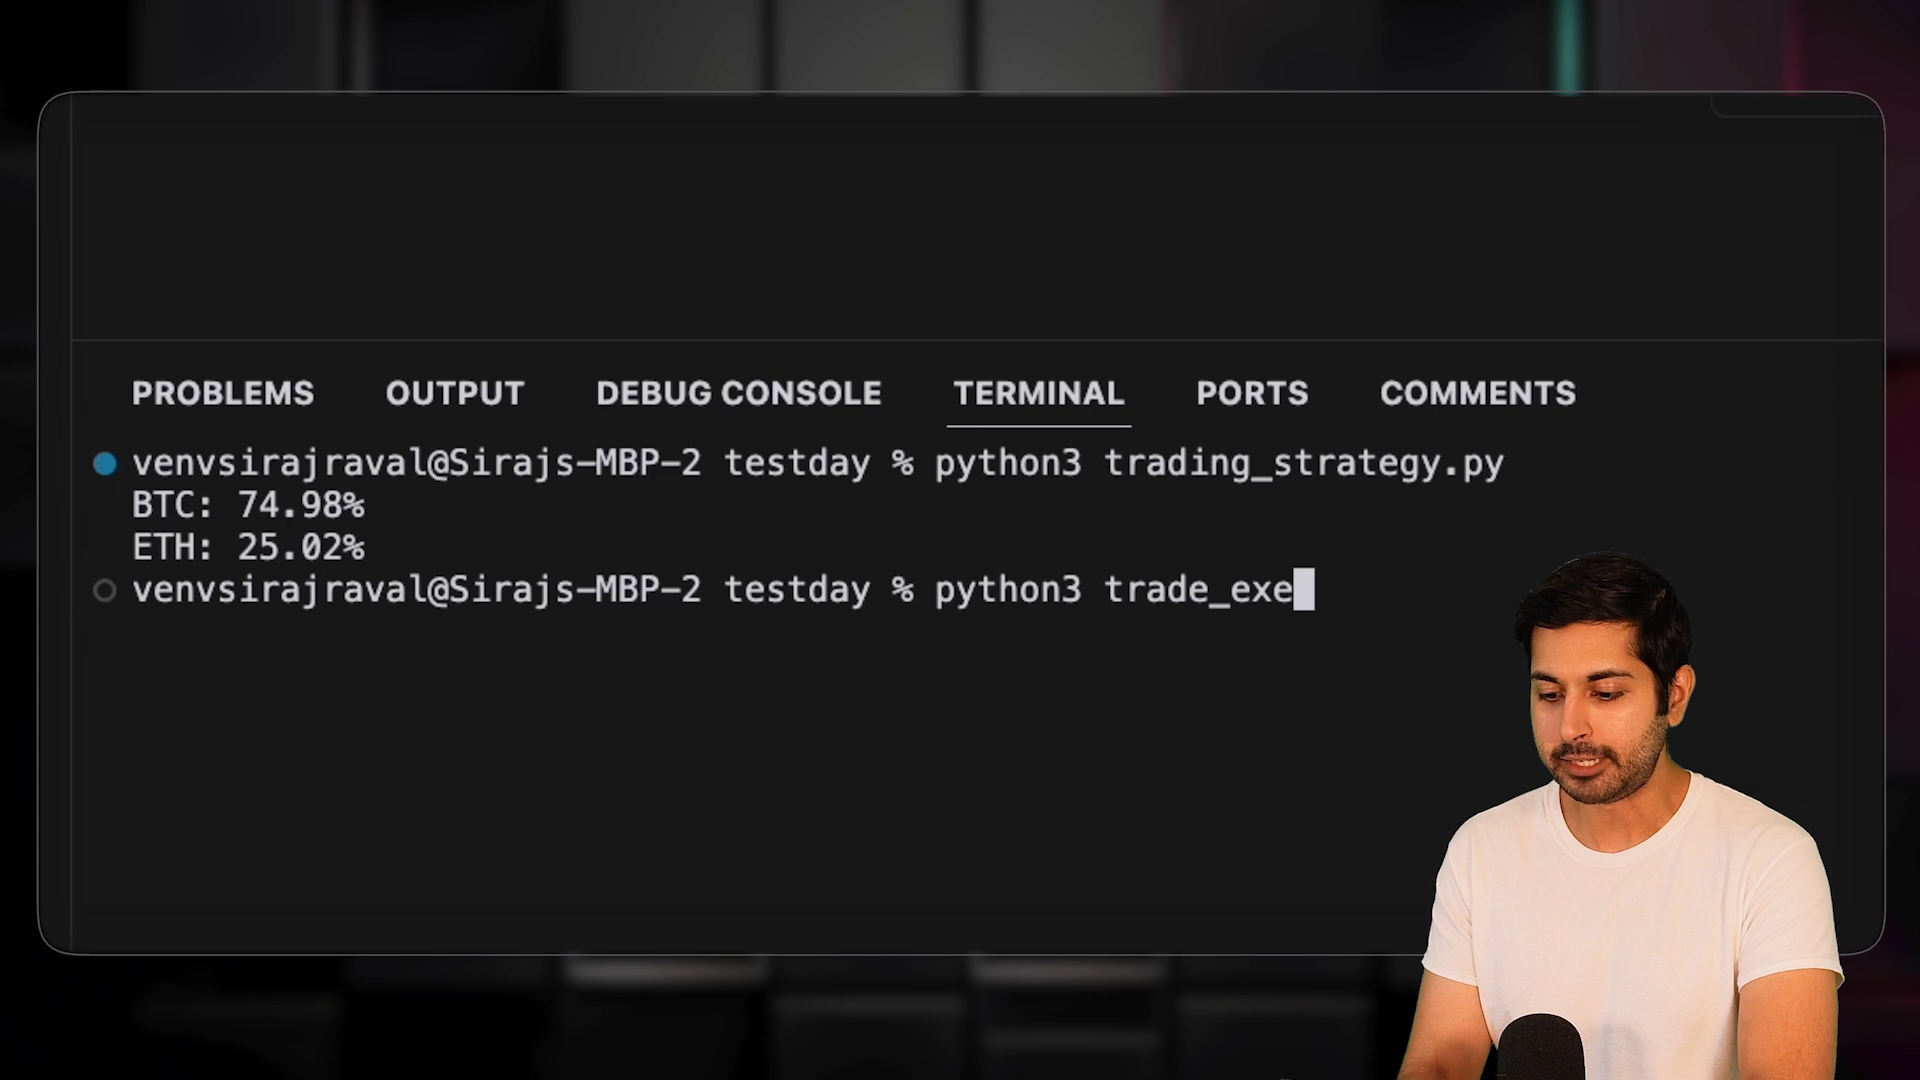 PROBLEMS OUTPUT DEBUG CONSOLE TERMINAL PORTS COMMENTS
venvsirajraval@Sirajs-MBP-2 testday % python3 trading_strategy.py
BTC: 74.98%
ETH: 25.02%
venvsirajraval@Sirajs-MBP-2 testday % python3 trade_exe